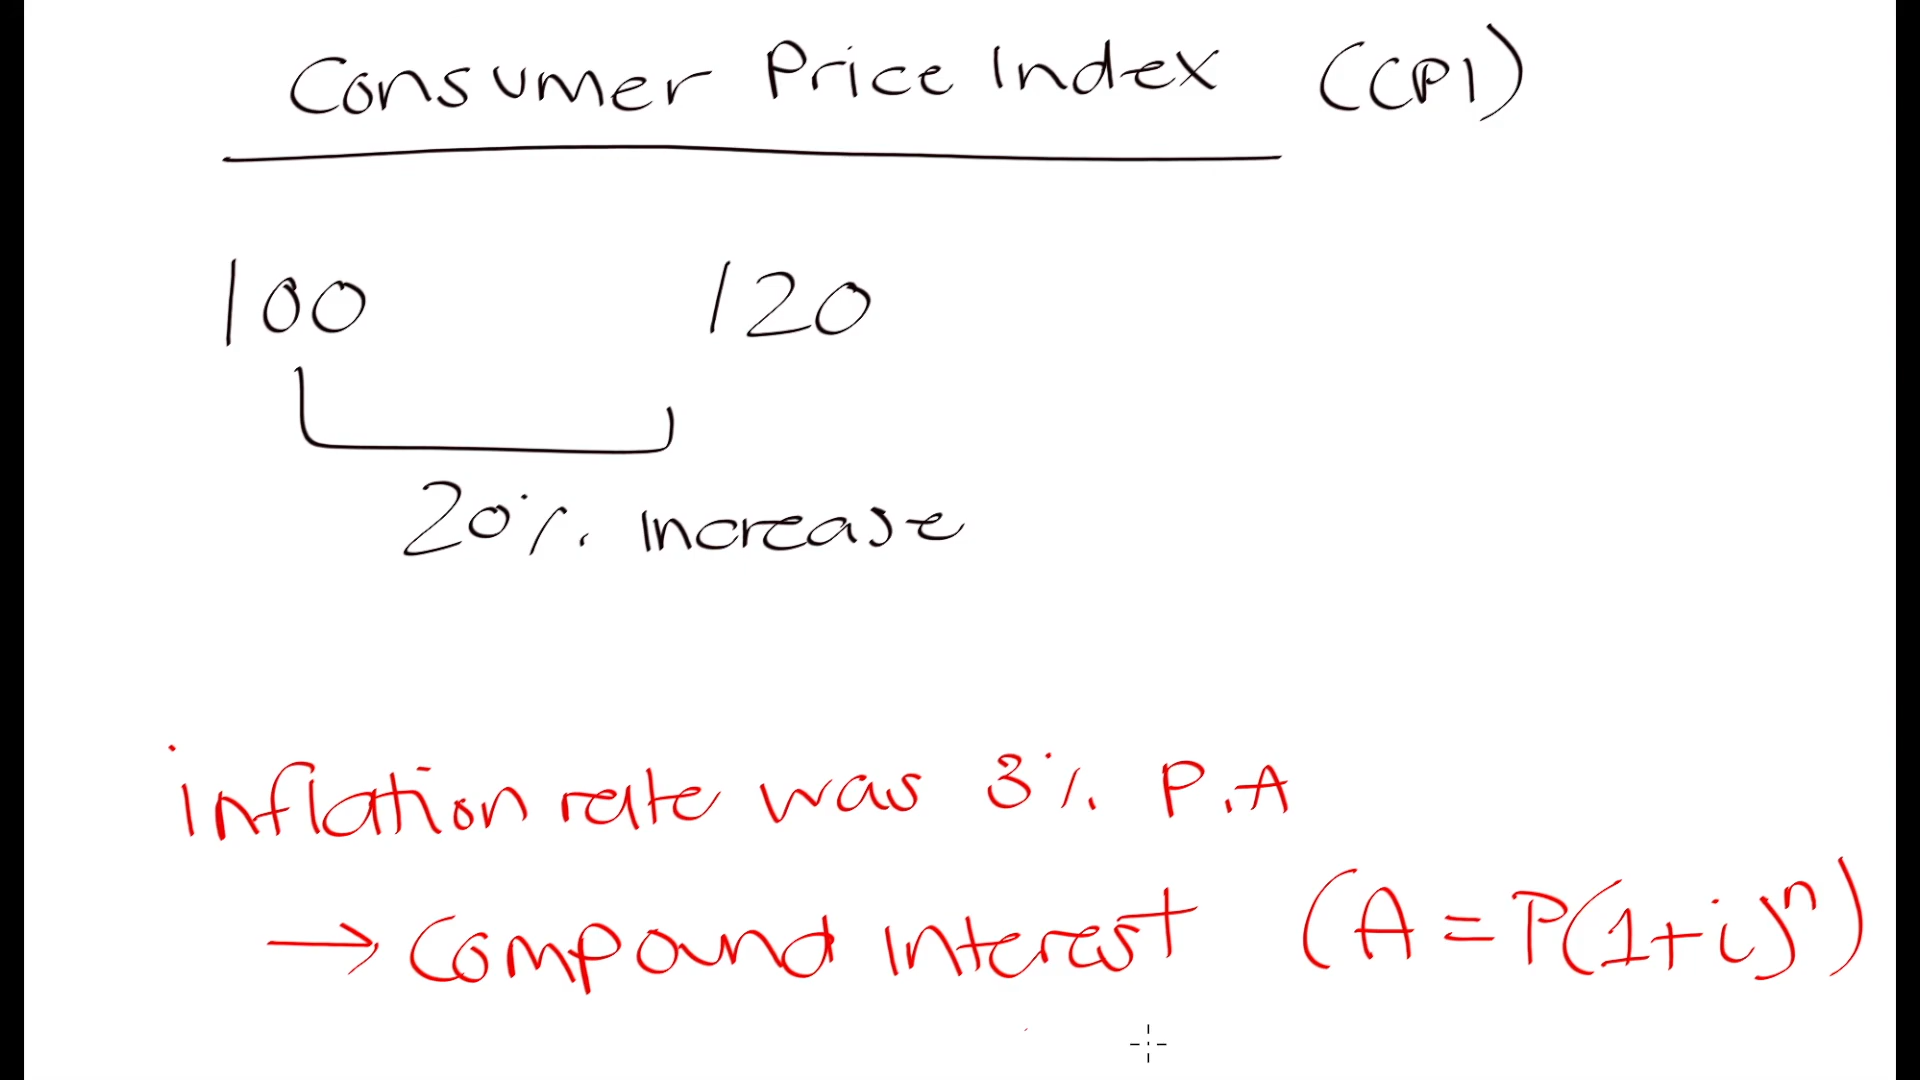 Consumer Price Index (CPI)
100 120
20% increase
inflation rate was 3% P.A
→ Compound interest (A = P(1+i)ⁿ)